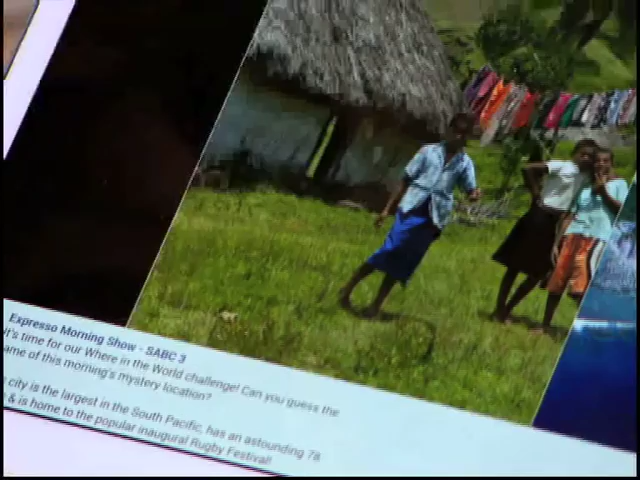 Expresso Morning Show - SABC 3
It's time for our Where in the World challenge! Can you guess the
ame of this morning's mystery location?
city is the largest in the South Pacific, has an astounding 78
& is home to the popular inaugural Rugby Festival!